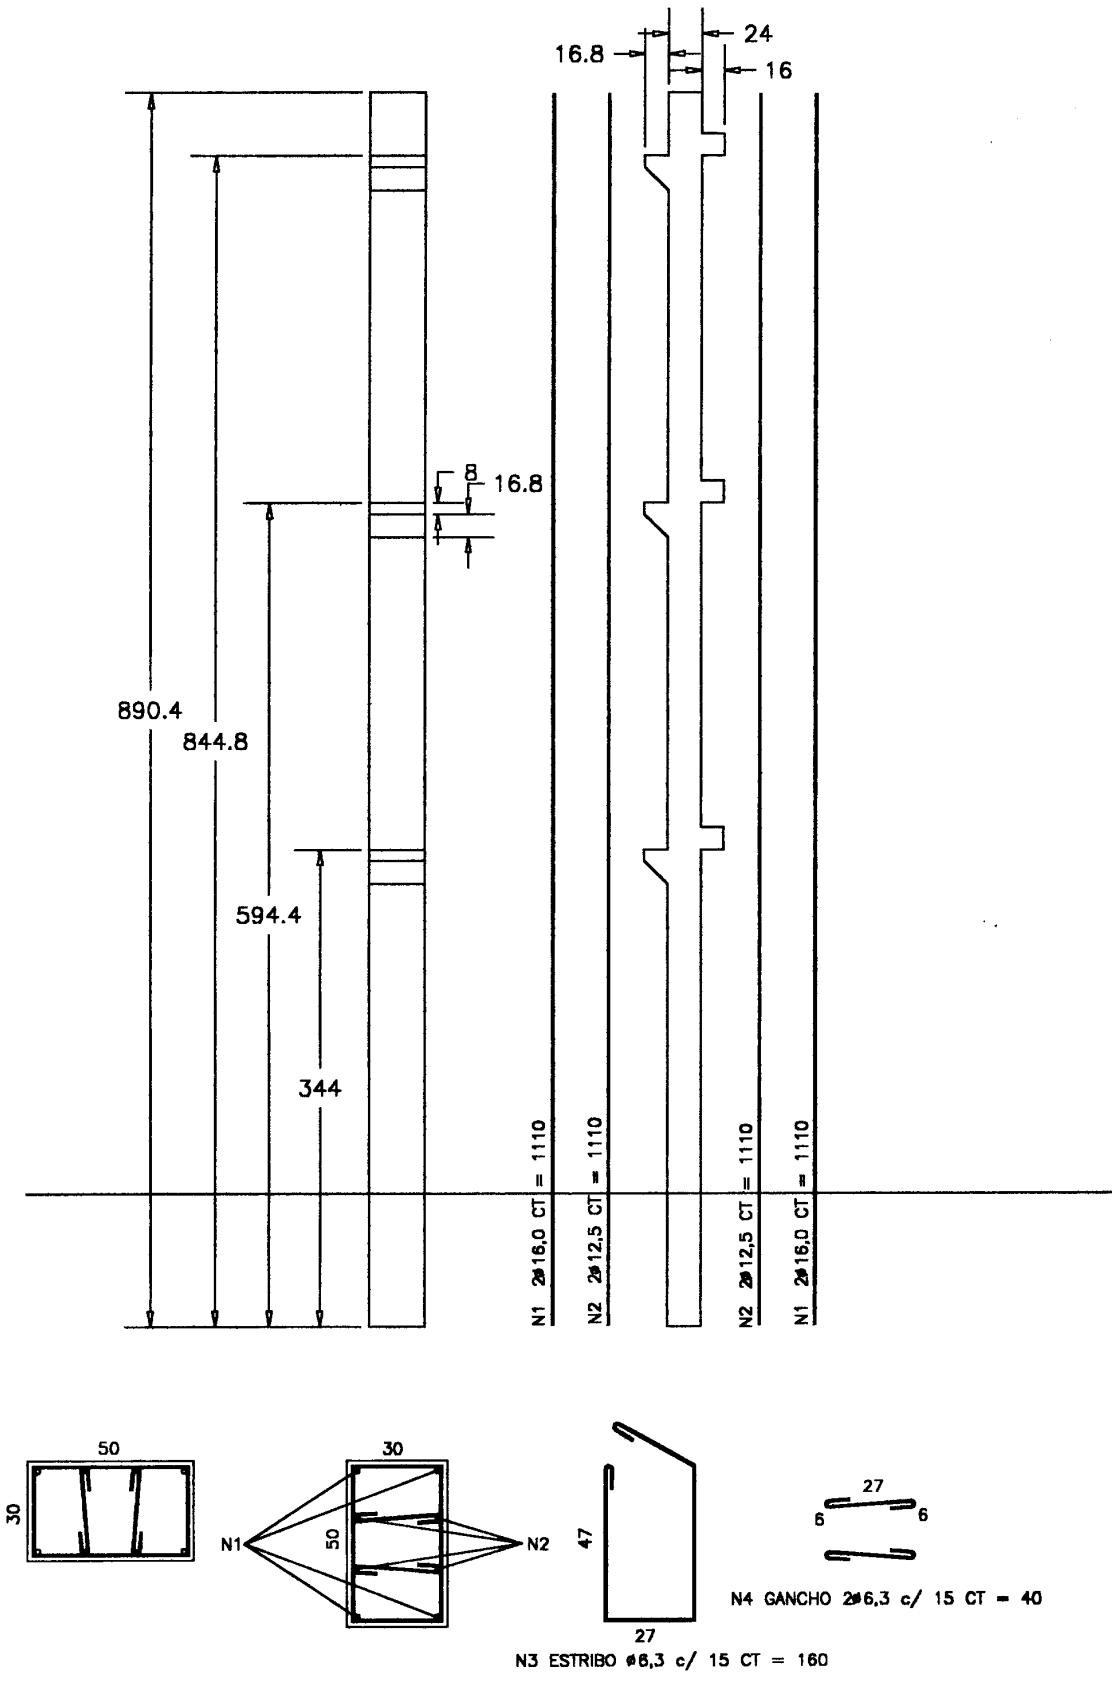 24
16.8
16
8
16.8
890.4
844.8
594.4
344
N1 2ø16,0 CT = 1110
N2 2ø12,5 CT = 1110
N2 2ø12,5 CT = 1110
N1 2ø16,0 CT = 1110
50
30
30
50
N1
N2
47
27
27
6
6
N4 GANCHO 2ø6,3 c/ 15 CT = 40
N3 ESTRIBO ø6,3 c/ 15 CT = 160